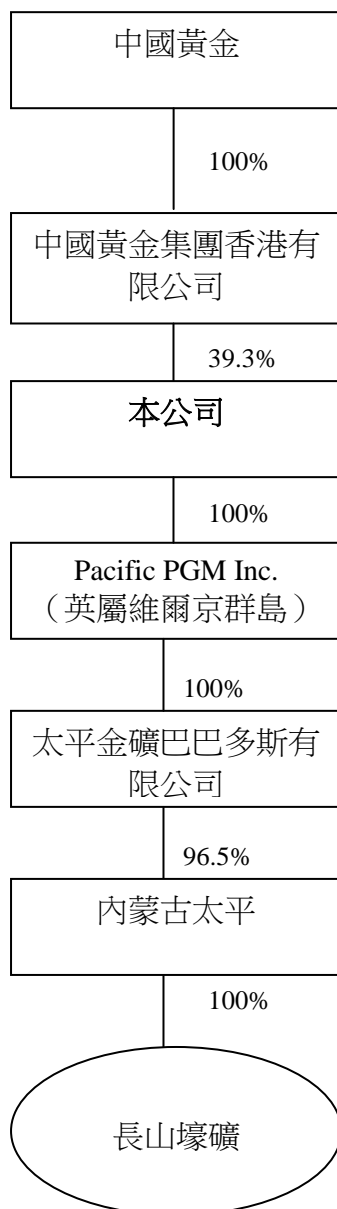 中國黃金
100%
中國黃金集團香港有
限公司
39.3%
本公司
100%
Pacific PGM Inc.
（英屬維爾京群島）
100%
太平金礦巴巴多斯有
限公司
96.5%
內蒙古太平
100%
長山壕礦